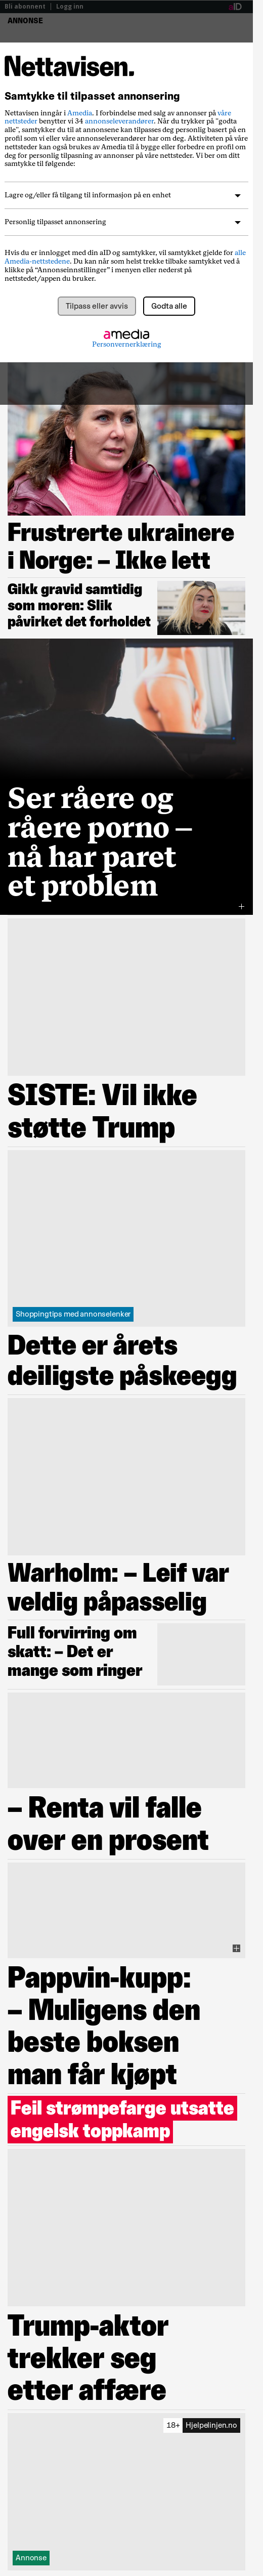 Bli abonnent | Logg inn
aID
ANNONSE
Nettavisen.
Samtykke til tilpasset annonsering
Nettavisen inngår i Amedia. I forbindelse med salg av annonser på våre
nettsteder benytter vi 34 annonseleverandører. Når du trykker på "godta
alle", samtykker du til at annonsene kan tilpasses deg personlig basert på en
profil som vi eller våre annonseleverandører har om deg. Aktiviteten på våre
nettsteder kan også brukes av Amedia til å bygge eller forbedre en profil om
deg for personlig tilpasning av annonser på våre nettsteder. Vi ber om ditt
samtykke til følgende:
Lagre og/eller få tilgang til informasjon på en enhet
Personlig tilpasset annonsering
Hvis du er innlogget med din aID og samtykker, vil samtykket gjelde for alle
Amedia-nettstedene. Du kan når som helst trekke tilbake samtykket ved å
klikke på “Annonseinnstillinger” i menyen eller nederst på
nettstedet/appen du bruker.
Tilpass eller avvis
Godta alle
amedia
Personvernerklæring
Frustrerte ukrainere
i Norge: – Ikke lett
Gikk gravid samtidig
som moren: Slik
påvirket det forholdet
Ser råere og
råere porno –
nå har paret
et problem
SISTE: Vil ikke
støtte Trump
Shoppingtips med annonselenker
Dette er årets
deiligste påskeegg
Warholm: – Leif var
veldig påpasselig
Full forvirring om
skatt: – Det er
mange som ringer
– Renta vil falle
over en prosent
Pappvin-kupp:
– Muligens den
beste boksen
man får kjøpt
Feil strømpefarge utsatte
engelsk toppkamp
Trump-aktor
trekker seg
etter affære
18+ Hjelpelinjen.no
Annonse